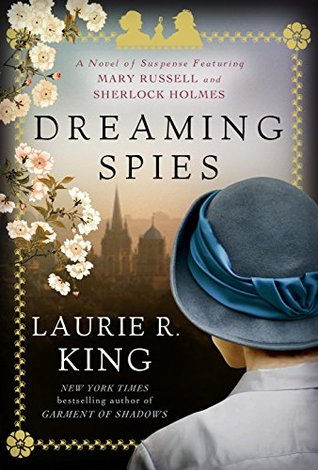 A Novel of Suspense Featuring
MARY RUSSELL and
SHERLOCK HOLMES
DREAMING
SPIES
LAURIE R.
KING
NEW YORK TIMES
bestselling author of
GARMENT OF SHADOWS